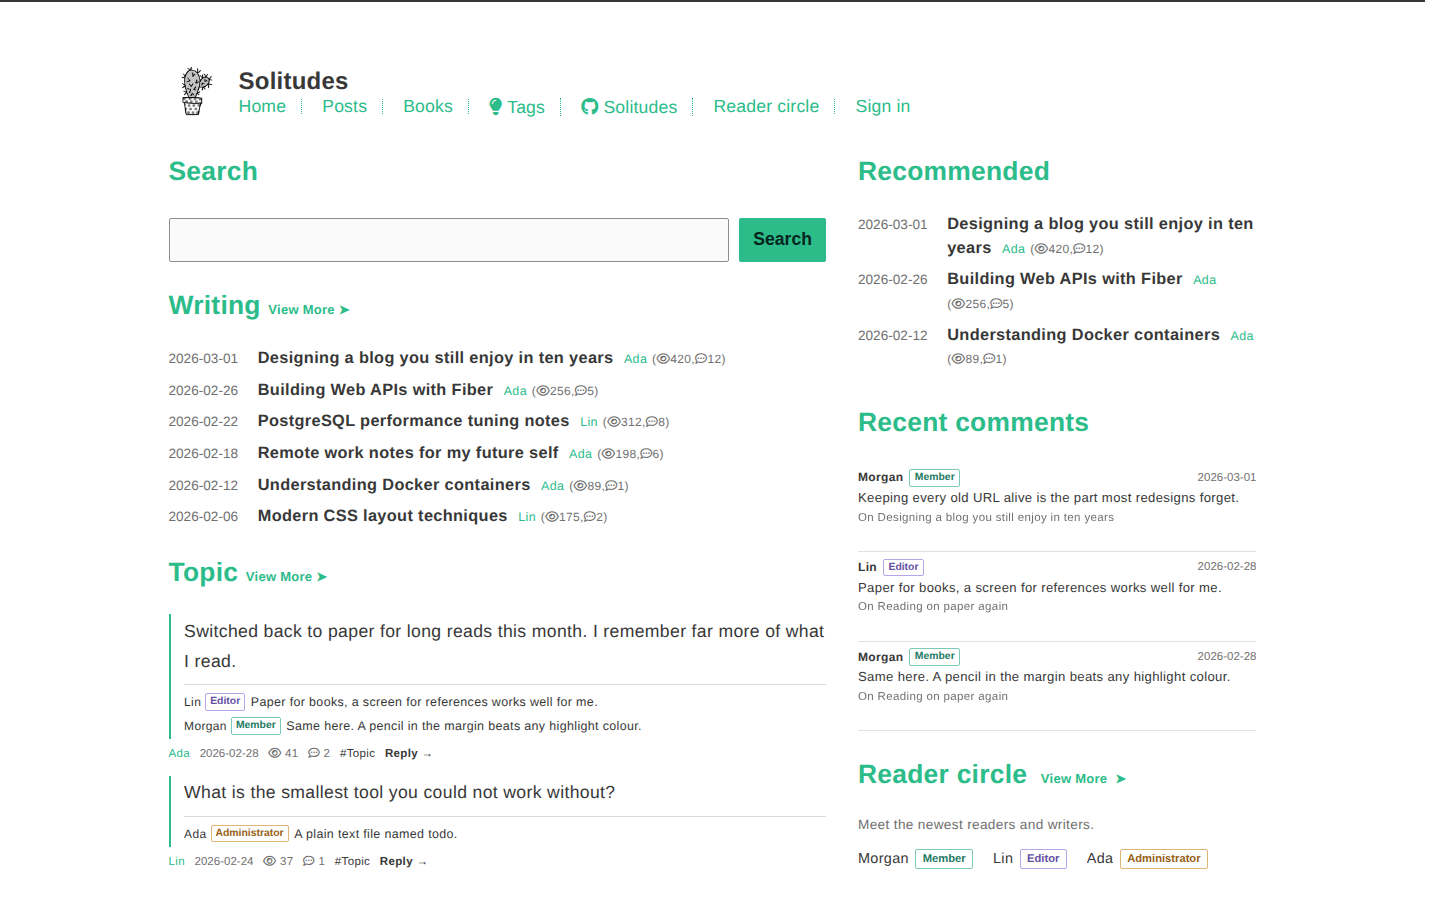 Solitudes
Home
Posts
Books
Tags
Solitudes
Reader circle
Sign in
Search
Search
Writing View More ➤
2026-03-01 Designing a blog you still enjoy in ten years Ada (420,12)
2026-02-26 Building Web APIs with Fiber Ada (256,5)
2026-02-22 PostgreSQL performance tuning notes Lin (312,8)
2026-02-18 Remote work notes for my future self Ada (198,6)
2026-02-12 Understanding Docker containers Ada (89,1)
2026-02-06 Modern CSS layout techniques Lin (175,2)
Topic View More ➤
Switched back to paper for long reads this month. I remember far more of what
I read.
Lin Editor Paper for books, a screen for references works well for me.
Morgan Member Same here. A pencil in the margin beats any highlight colour.
Ada 2026-02-28 41 2 #Topic Reply →
What is the smallest tool you could not work without?
Ada Administrator A plain text file named todo.
Lin 2026-02-24 37 1 #Topic Reply →
Recommended
2026-03-01 Designing a blog you still enjoy in ten
years Ada (420,12)
2026-02-26 Building Web APIs with Fiber Ada
(256,5)
2026-02-12 Understanding Docker containers Ada
(89,1)
Recent comments
Morgan Member 2026-03-01
Keeping every old URL alive is the part most redesigns forget.
On Designing a blog you still enjoy in ten years
Lin Editor 2026-02-28
Paper for books, a screen for references works well for me.
On Reading on paper again
Morgan Member 2026-02-28
Same here. A pencil in the margin beats any highlight colour.
On Reading on paper again
Reader circle View More ➤
Meet the newest readers and writers.
Morgan Member Lin Editor Ada Administrator